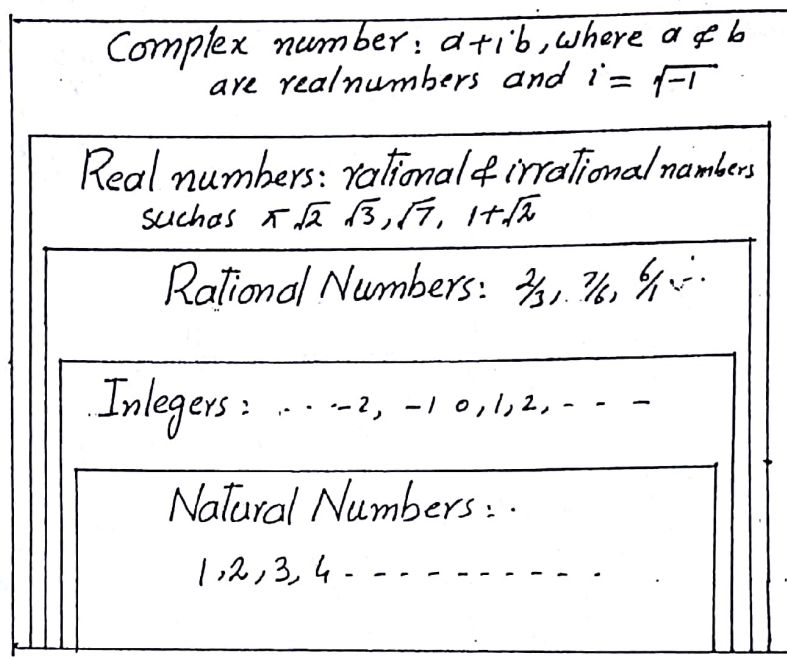 Complex number: a+ib, where a & b
are real numbers and i = √-1
Real numbers: rational & irrational nambers
suchas π √2 √3, √7, 1+√2
Rational Numbers: 2/3, 7/6, 6/1 ...
Inlegers: . . . -2, -1 0, 1, 2, - - -
Natural Numbers: .
1, 2, 3, 4 - - - - - - - - - -